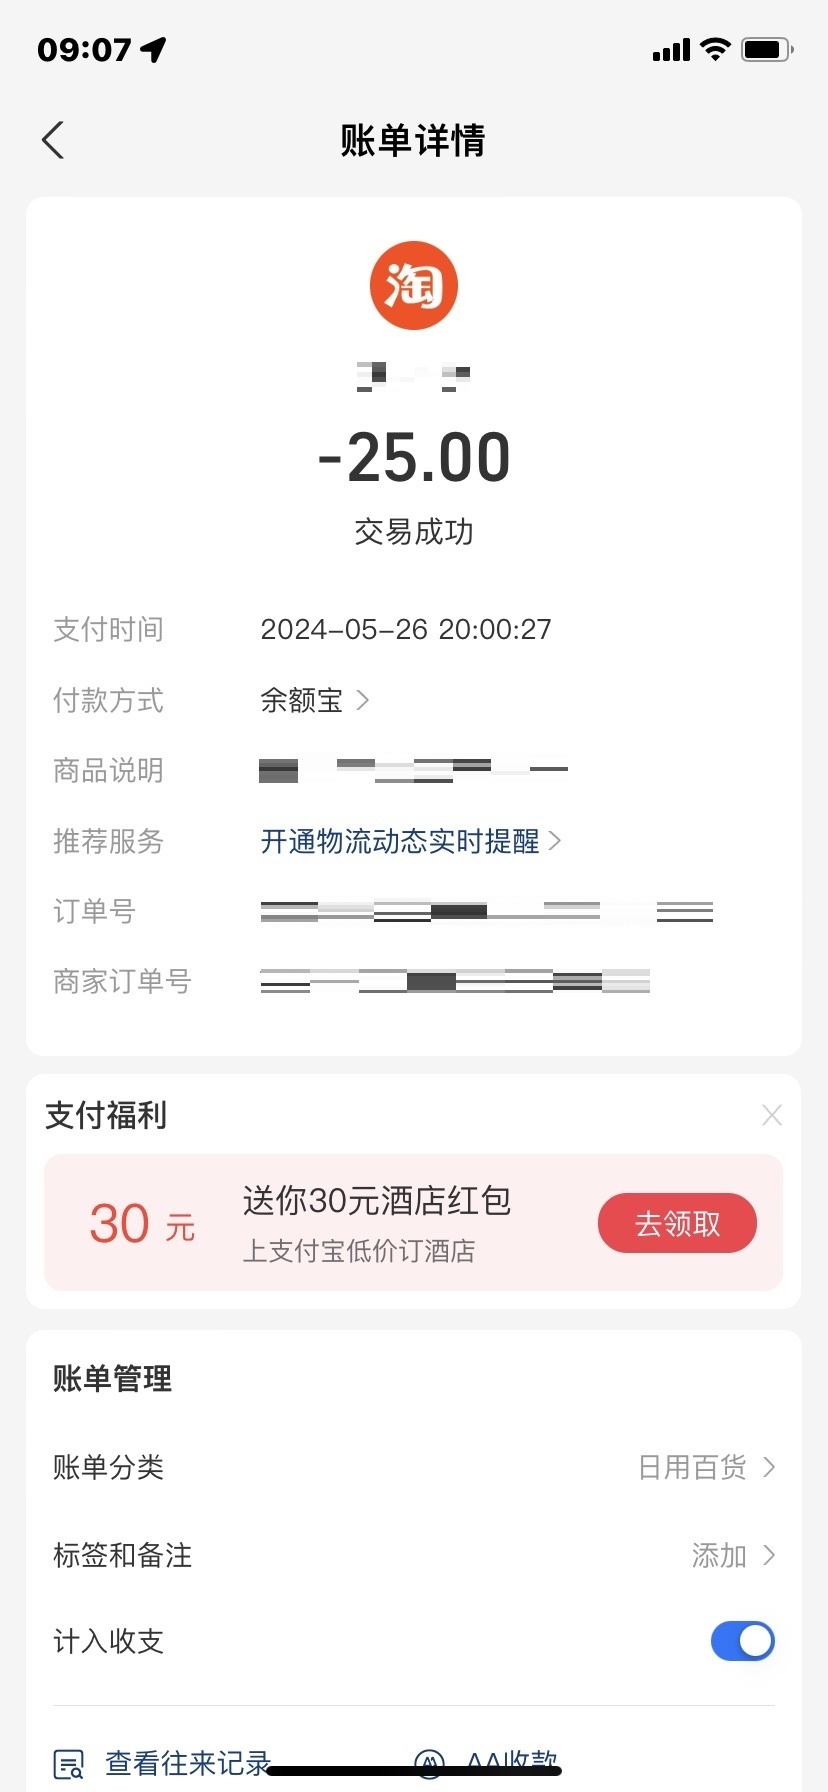 09:07
账单详情
淘
-25.00
交易成功
支付时间 2024-05-26 20:00:27
付款方式 余额宝
商品说明
推荐服务 开通物流动态实时提醒
订单号
商家订单号
支付福利
30 元 送你30元酒店红包 去领取
上支付宝低价订酒店
账单管理
账单分类 日用百货
标签和备注 添加
计入收支
查看往来记录 AA收款